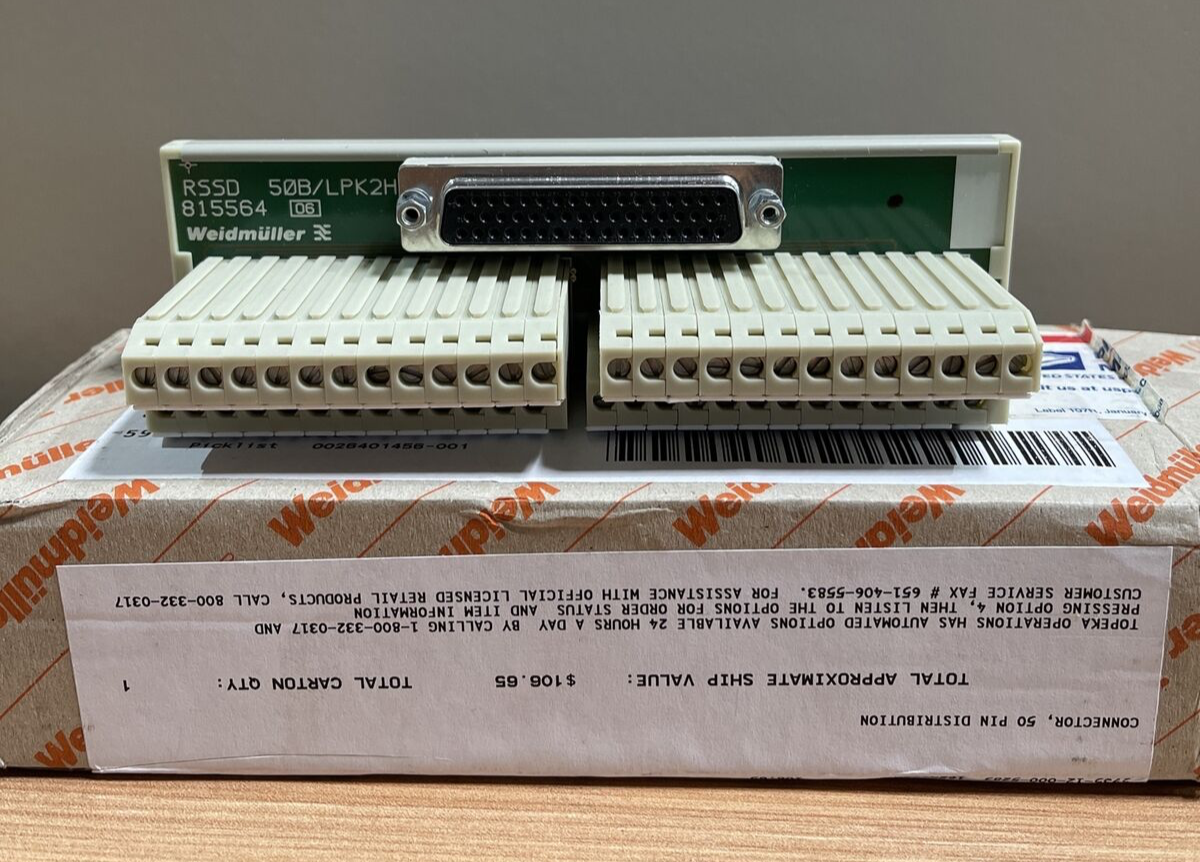 RSSD 50B/LPK2H
815564 06
Weidmüller
Picklist 0026401456-001
Weidmüller
CONNECTOR, 50 PIN DISTRIBUTION
TOTAL APPROXIMATE SHIP VALUE: $106.65 TOTAL CARTON QTY: 1
TOPEKA OPERATIONS HAS AUTOMATED OPTIONS AVAILABLE 24 HOURS A DAY BY CALLING 1-800-332-0317 AND
PRESSING OPTION 4, THEN LISTEN TO THE OPTIONS FOR ORDER STATUS AND ITEM INFORMATION
CUSTOMER SERVICE FAX # 651-406-5583. FOR ASSISTANCE WITH OFFICIAL LICENSED RETAIL PRODUCTS, CALL 800-332-0317